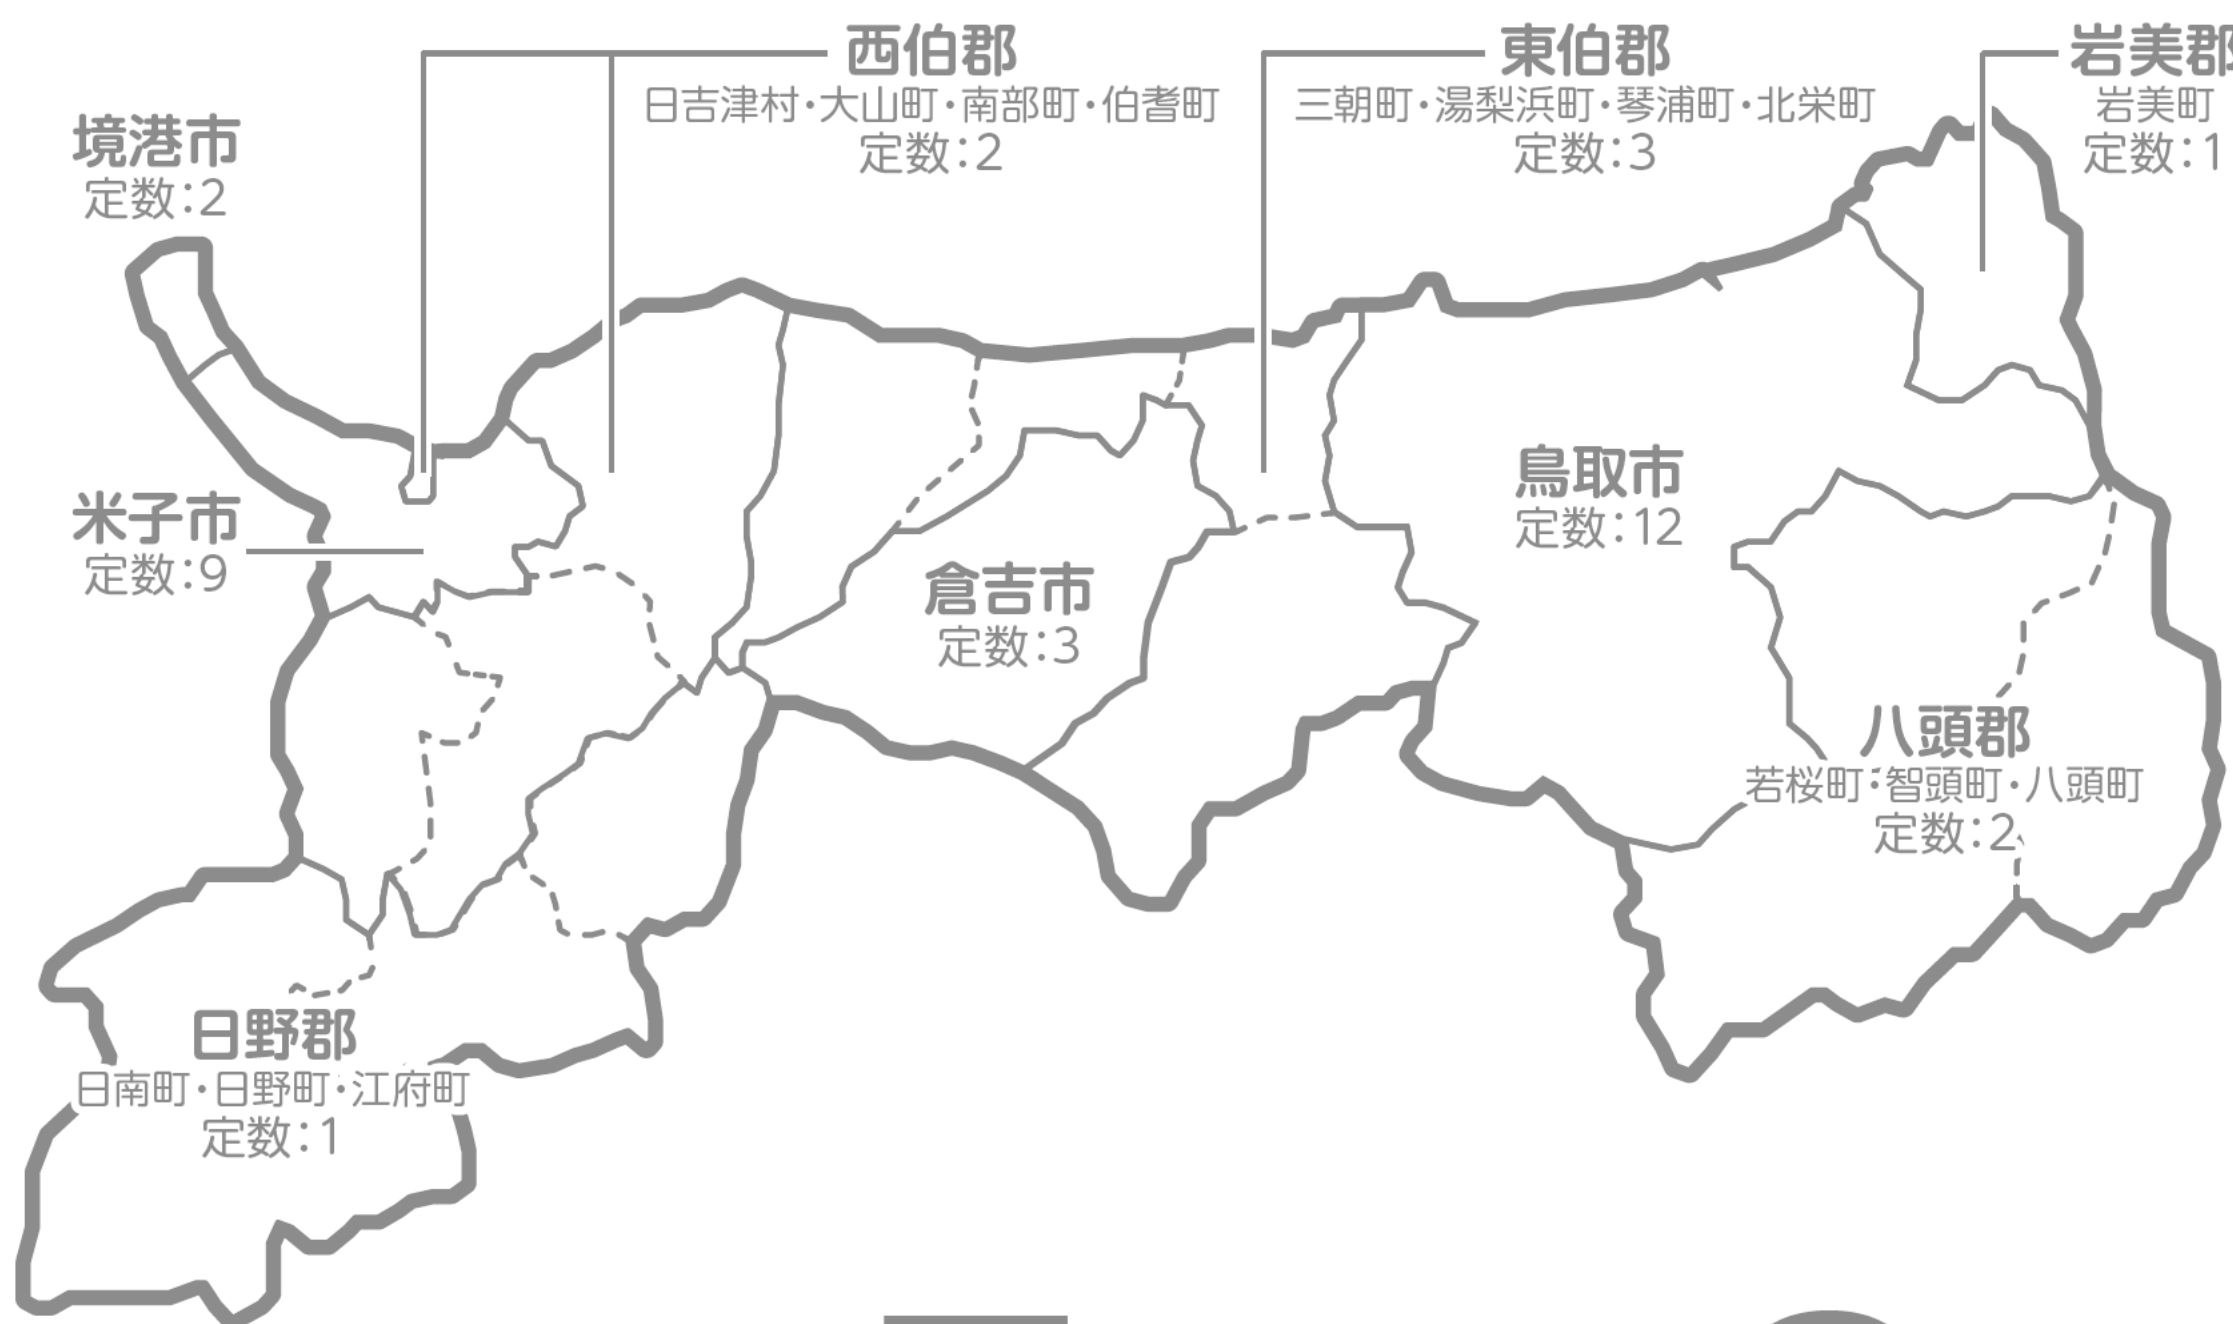 西伯郡
日吉津村・大山町・南部町・伯耆町
定数：2
東伯郡
三朝町・湯梨浜町・琴浦町・北栄町
定数：3
岩美郡
岩美町
定数：1
境港市
定数：2
米子市
定数：9
倉吉市
定数：3
鳥取市
定数：12
八頭郡
若桜町・智頭町・八頭町
定数：2
日野郡
日南町・日野町・江府町
定数：1